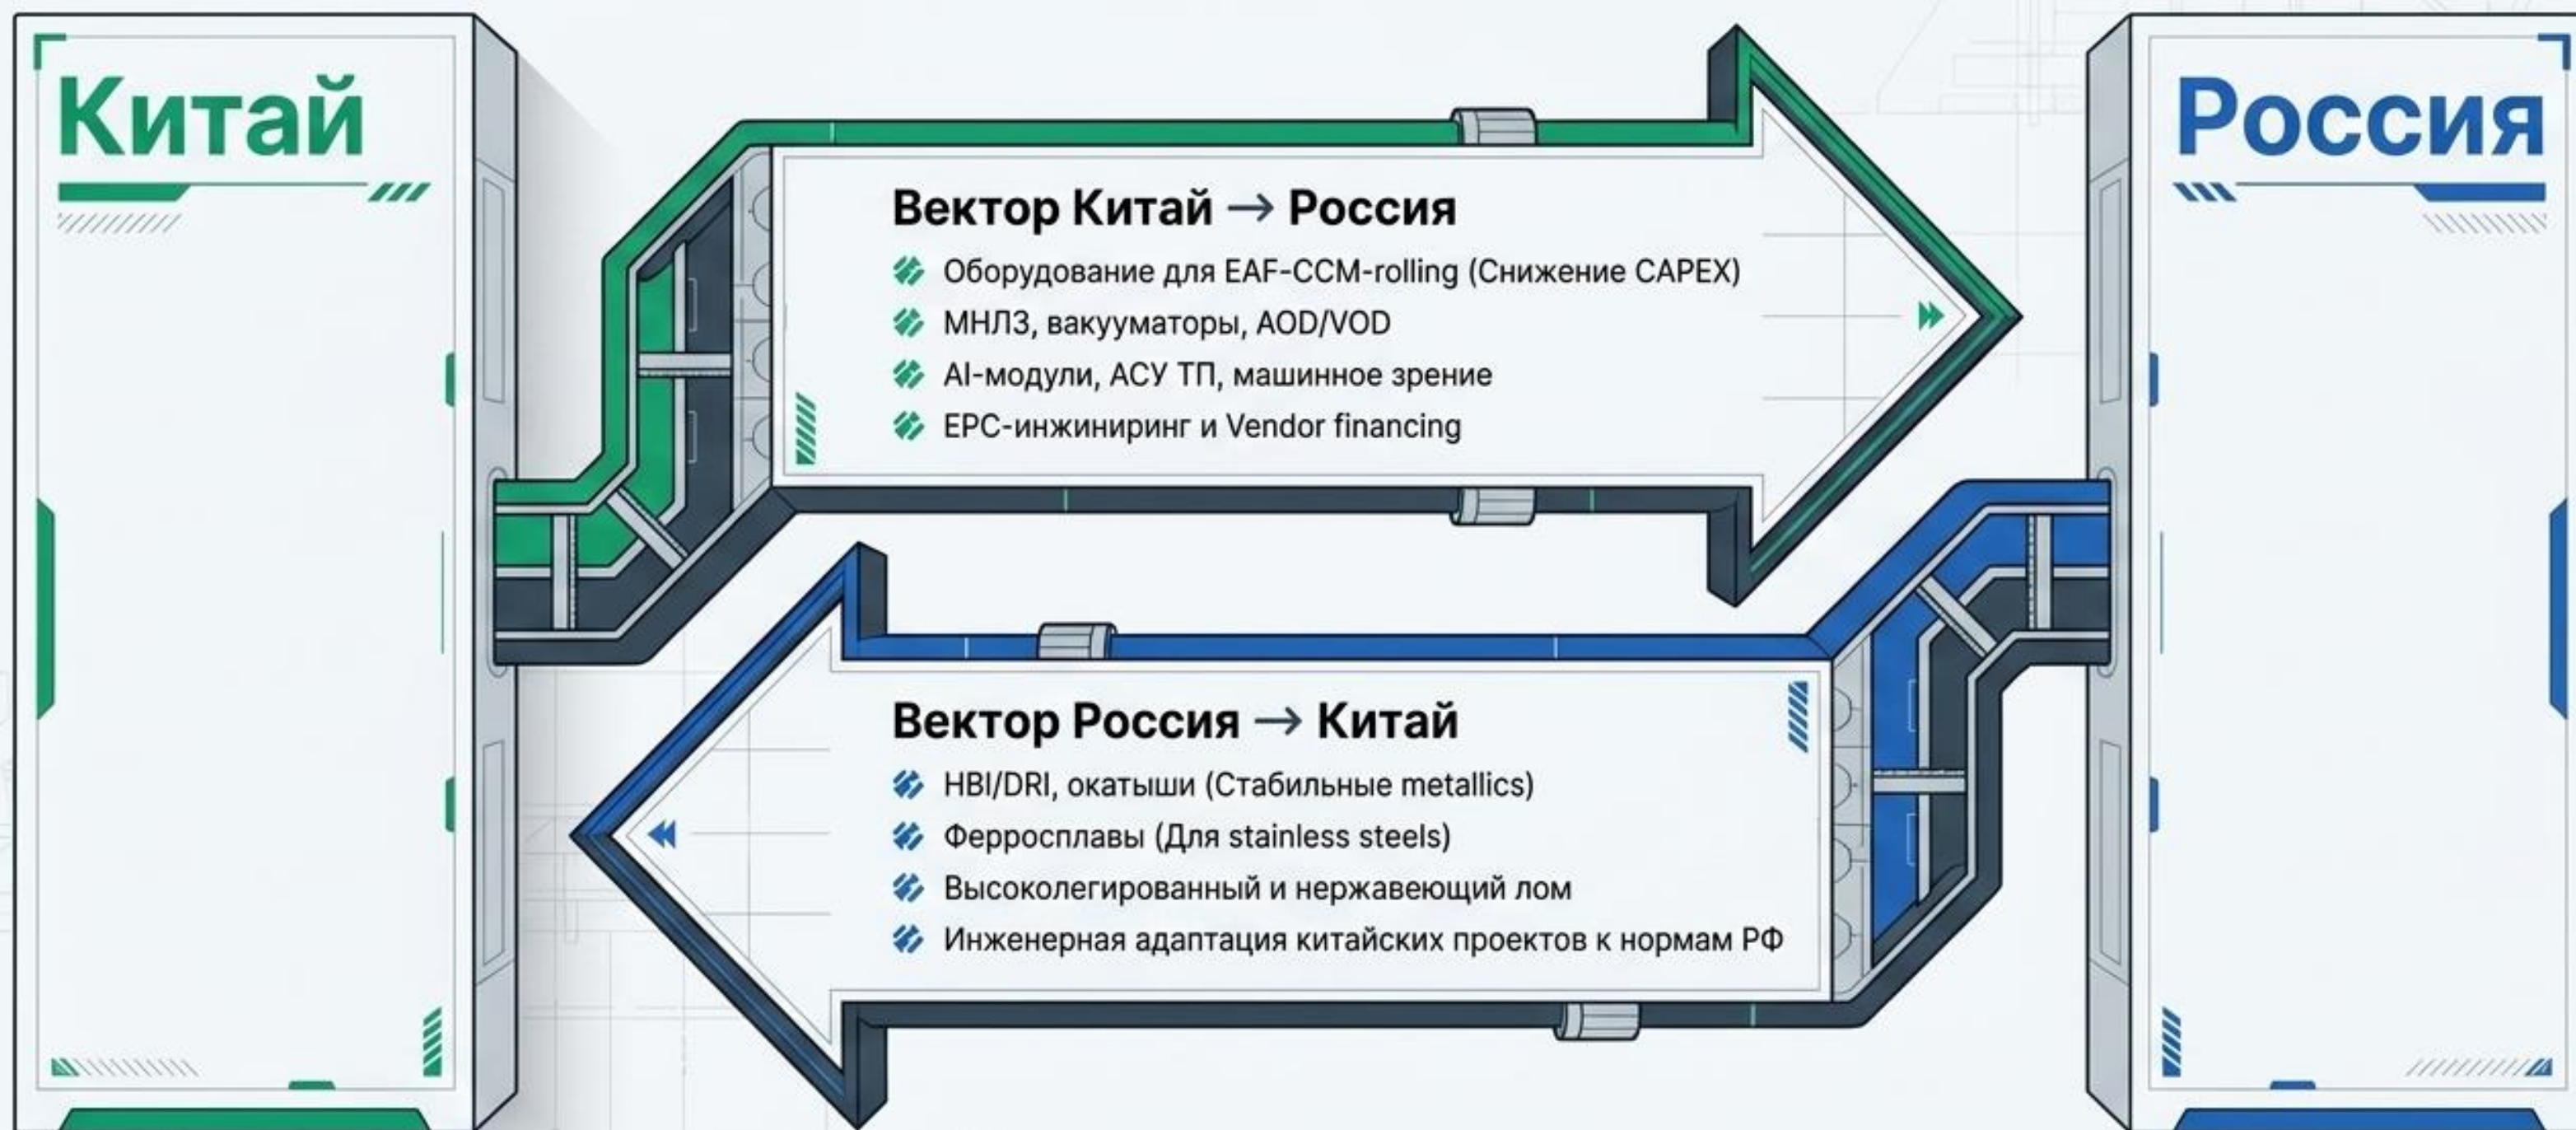 Китай
Россия
Вектор Китай → Россия
Оборудование для EAF-CCM-rolling (Снижение CAPEX)
МНЛЗ, вакууматоры, AOD/VOD
AI-модули, АСУ ТП, машинное зрение
EPC-инжиниринг и Vendor financing
Вектор Россия → Китай
HBI/DRI, окатыши (Стабильные metallics)
Ферросплавы (Для stainless steels)
Высоколегированный и нержавеющий лом
Инженерная адаптация китайских проектов к нормам РФ